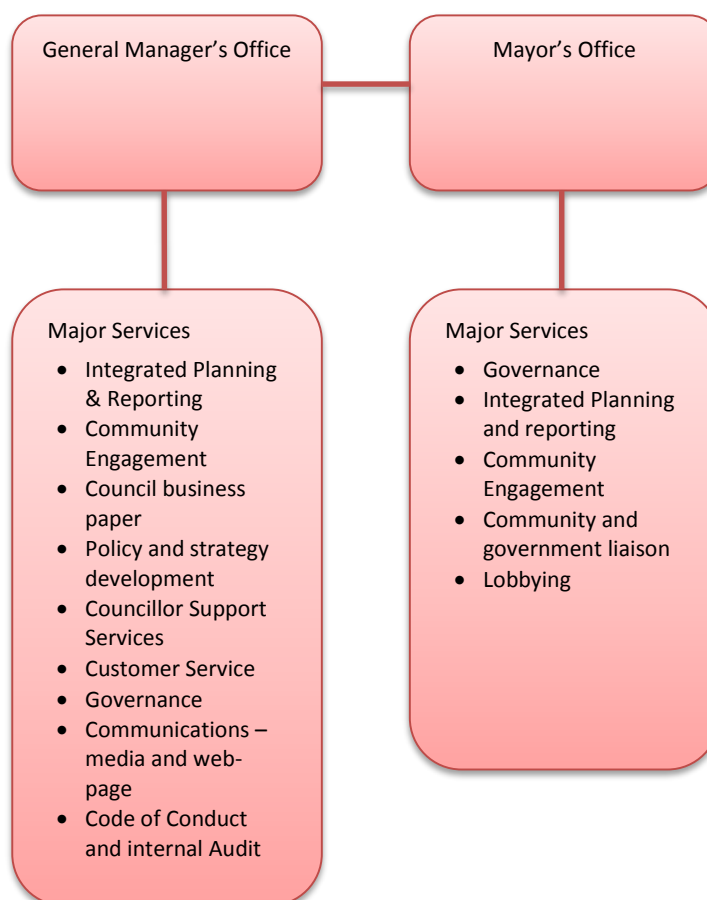 General Manager’s Office
Mayor’s Office
Major Services
• Integrated Planning
& Reporting
• Community
Engagement
• Council business
paper
• Policy and strategy
development
• Councillor Support
Services
• Customer Service
• Governance
• Communications –
media and web-
page
• Code of Conduct
and internal Audit
Major Services
• Governance
• Integrated Planning
and reporting
• Community
Engagement
• Community and
government liaison
• Lobbying